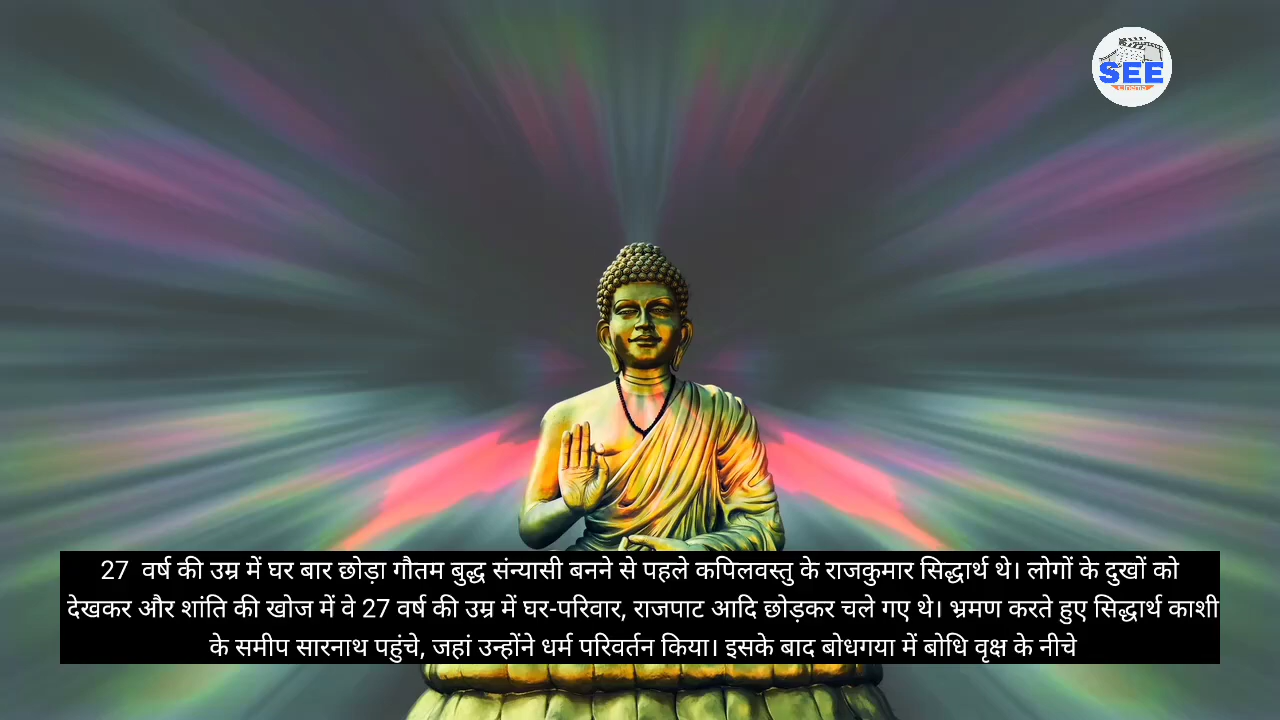 SEE
cinema
27 वर्ष की उम्र में घर बार छोड़ा गौतम बुद्ध संन्यासी बनने से पहले कपिलवस्तु के राजकुमार सिद्धार्थ थे। लोगों के दुखों को
देखकर और शांति की खोज में वे 27 वर्ष की उम्र में घर-परिवार, राजपाट आदि छोड़कर चले गए थे। भ्रमण करते हुए सिद्धार्थ काशी
के समीप सारनाथ पहुंचे, जहां उन्होंने धर्म परिवर्तन किया। इसके बाद बोधगया में बोधि वृक्ष के नीचे